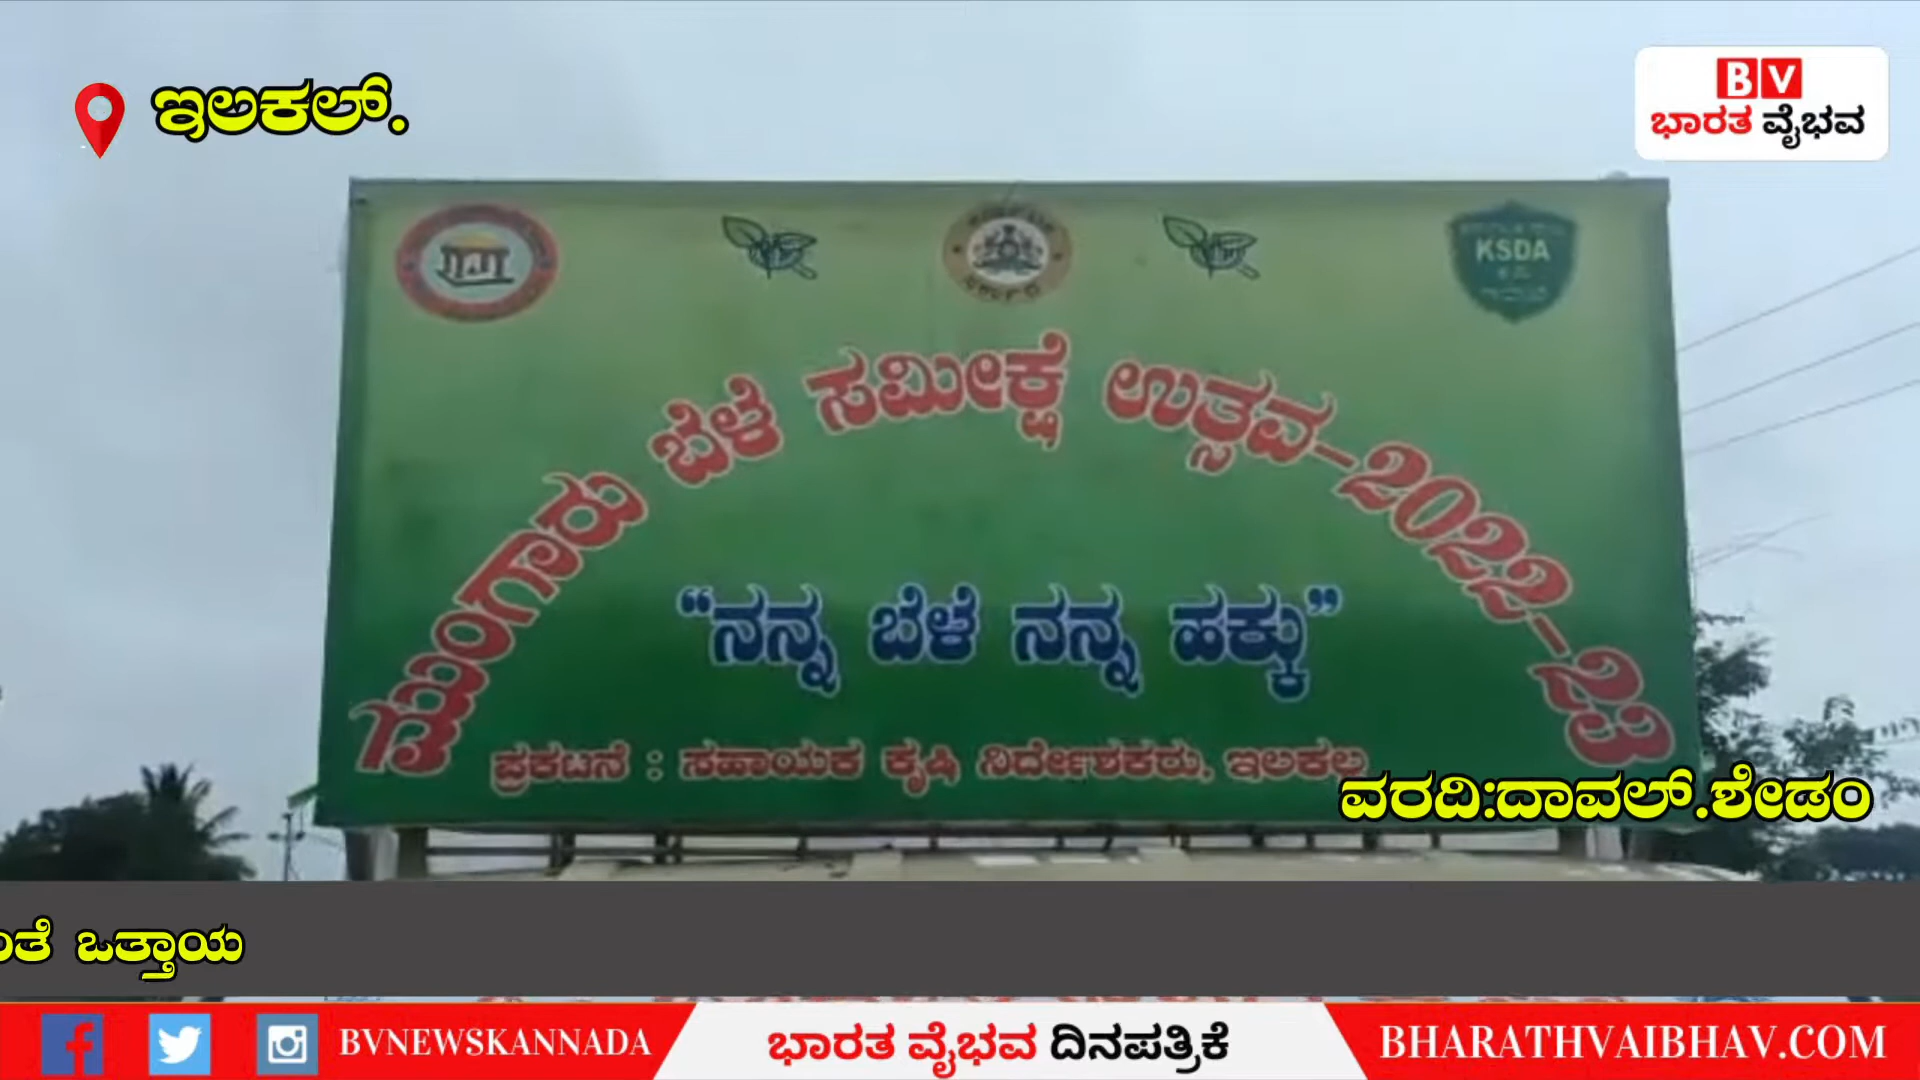 ಇಲಕಲ್.
BV
ಭಾರತ ವೈಭವ
KSDA
ಮುಂಗಾರು ಬೆಳೆ ಸಮೀಕ್ಷೆ ಉತ್ಸವ-2022-23
"ನನ್ನ ಬೆಳೆ ನನ್ನ ಹಕ್ಕು"
ಪ್ರಕಟನೆ : ಸಹಾಯಕ ಕೃಷಿ ನಿರ್ದೇಶಕರು, ಇಲಕಲ್ಲ
ವರದಿ:ದಾವಲ್.ಶೇಡಂ
ಒತ್ತಾಯ
BVNEWSKANNADA
ಭಾರತ ವೈಭವ ದಿನಪತ್ರಿಕೆ
BHARATHVAIBHAV.COM